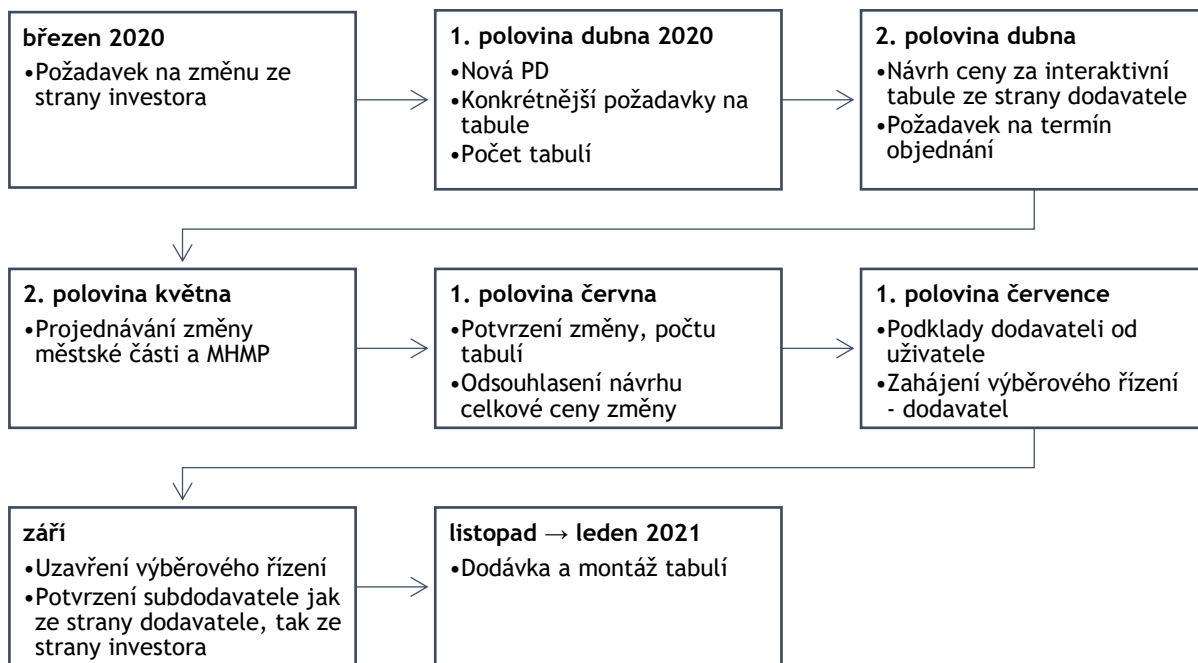 březen 2020
•Požadavek na změnu ze
strany investora
1. polovina dubna 2020
•Nová PD
•Konkrétnější požadavky na
tabule
•Počet tabulí
2. polovina dubna
•Návrh ceny za interaktivní
tabule ze strany dodavatele
•Požadavek na termín
objednání
2. polovina května
•Projednávání změny
městské části a MHMP
1. polovina června
•Potvrzení změny, počtu
tabulí
•Odsouhlasení návrhu
celkové ceny změny
1. polovina července
•Podklady dodavateli od
uživatele
•Zahájení výběrového řízení
- dodavatel
září
•Uzavření výběrového řízení
•Potvrzení subdodavatele jak
ze strany dodavatele, tak ze
strany investora
listopad → leden 2021
•Dodávka a montáž tabulí